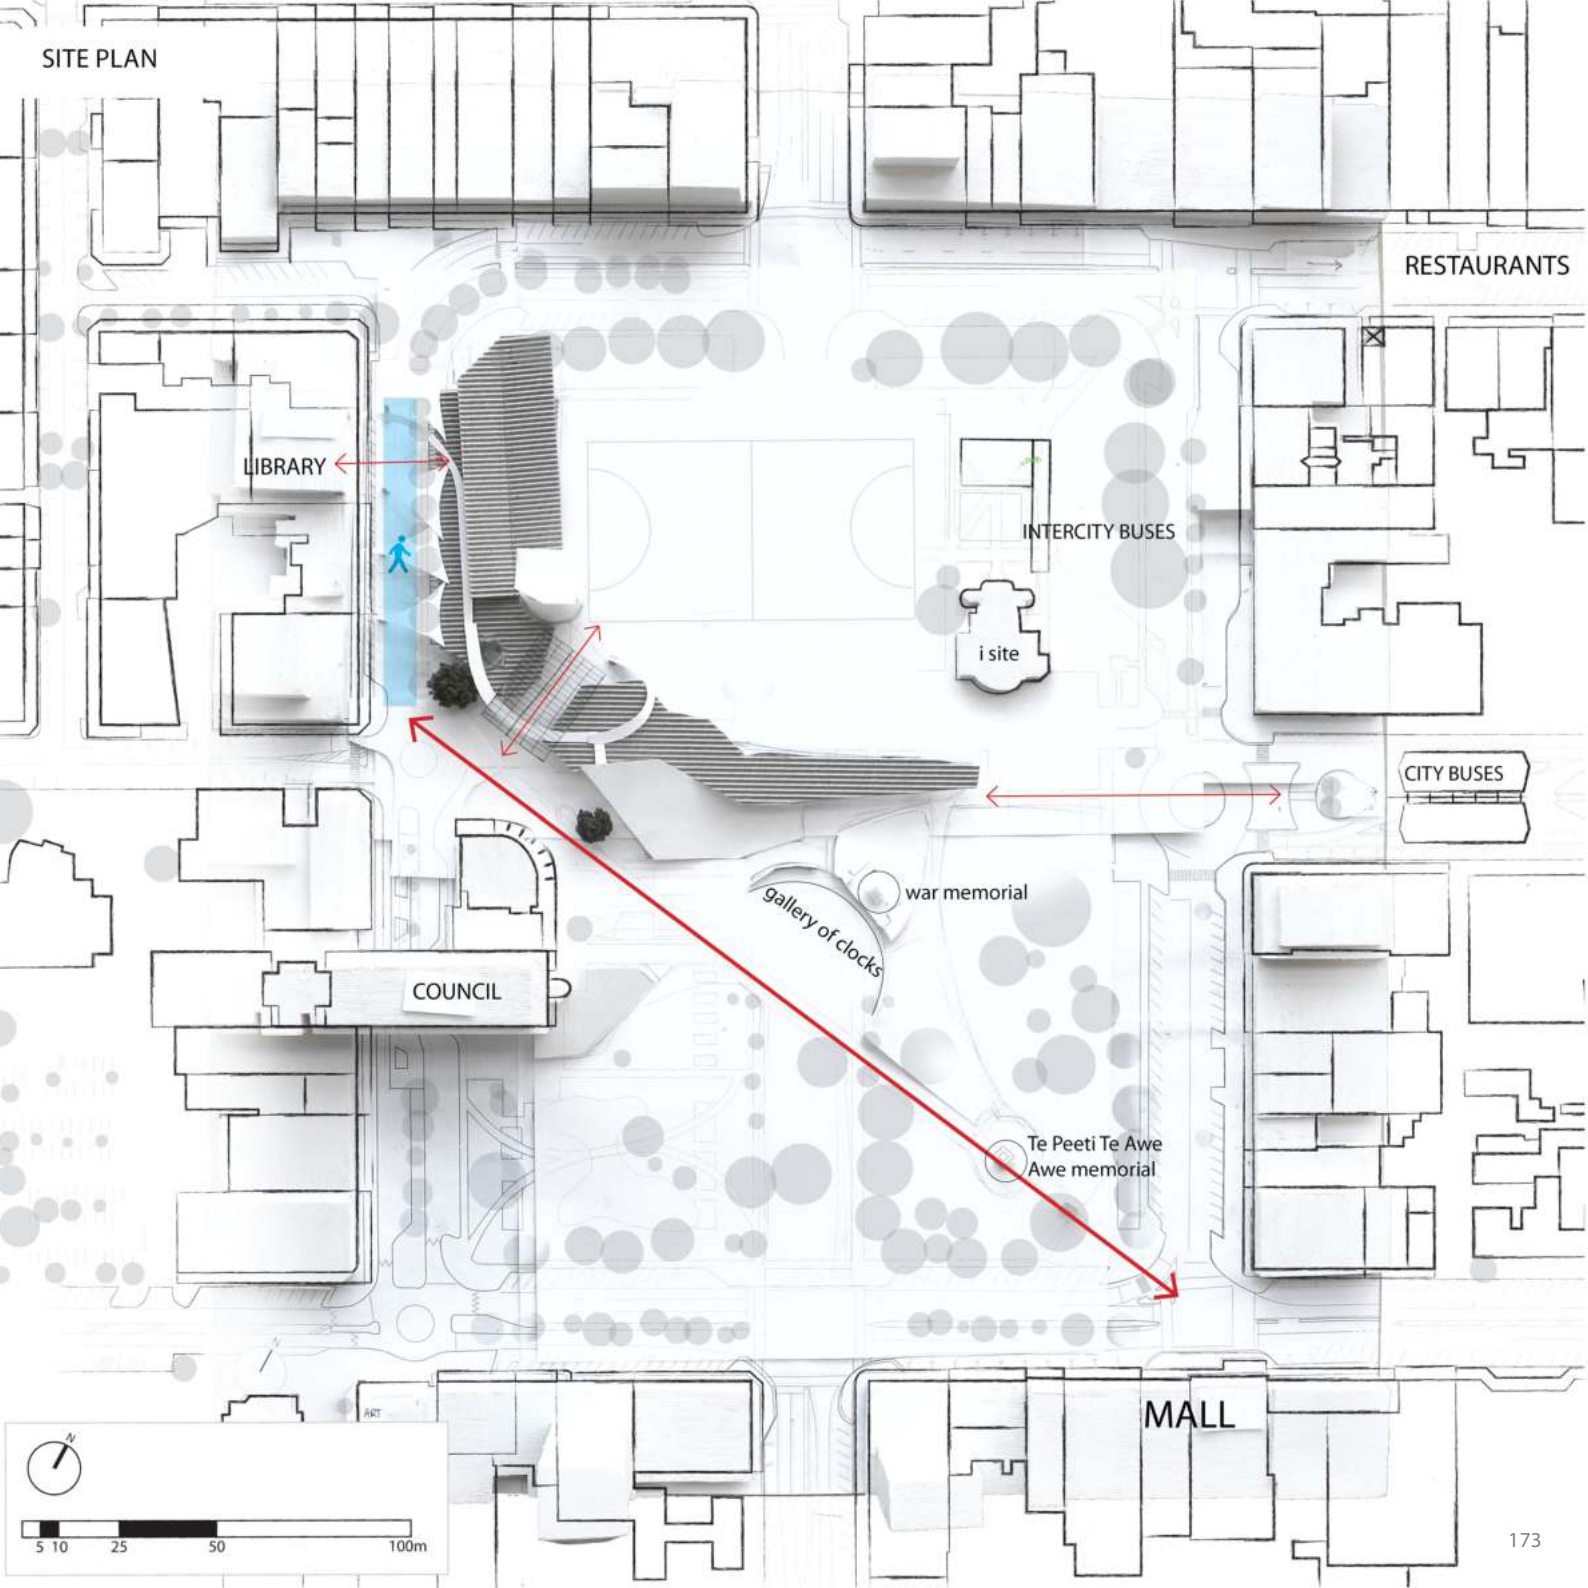 SITE PLAN
RESTAURANTS
LIBRARY
INTERCITY BUSES
i site
CITY BUSES
war memorial
gallery of clocks
COUNCIL
Te Peeti Te Awe
Awe memorial
N
MALL
ART
N
5 10 25 50 100m
173